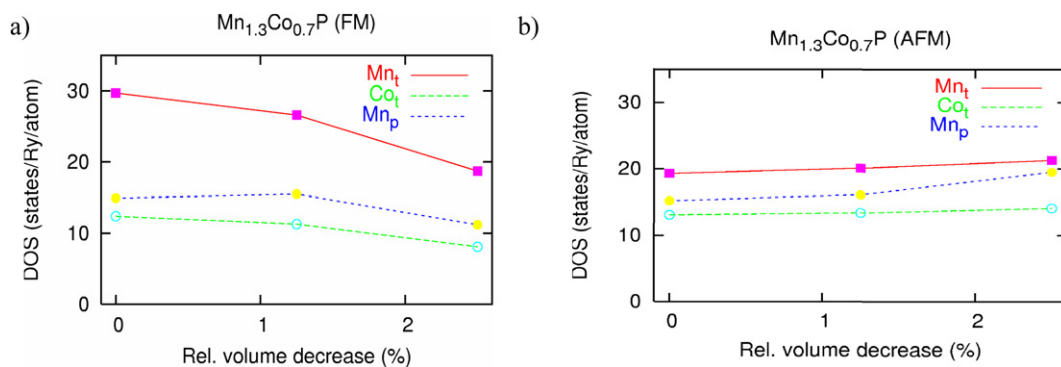 a)
Mn1.3Co0.7P (FM)
DOS (states/Ry/atom)
30
20
10
0
Mnt
Cot
Mnp
0 1 2
Rel. volume decrease (%)
b)
Mn1.3Co0.7P (AFM)
DOS (states/Ry/atom)
30
20
10
0
Mnt
Cot
Mnp
0 1 2
Rel. volume decrease (%)